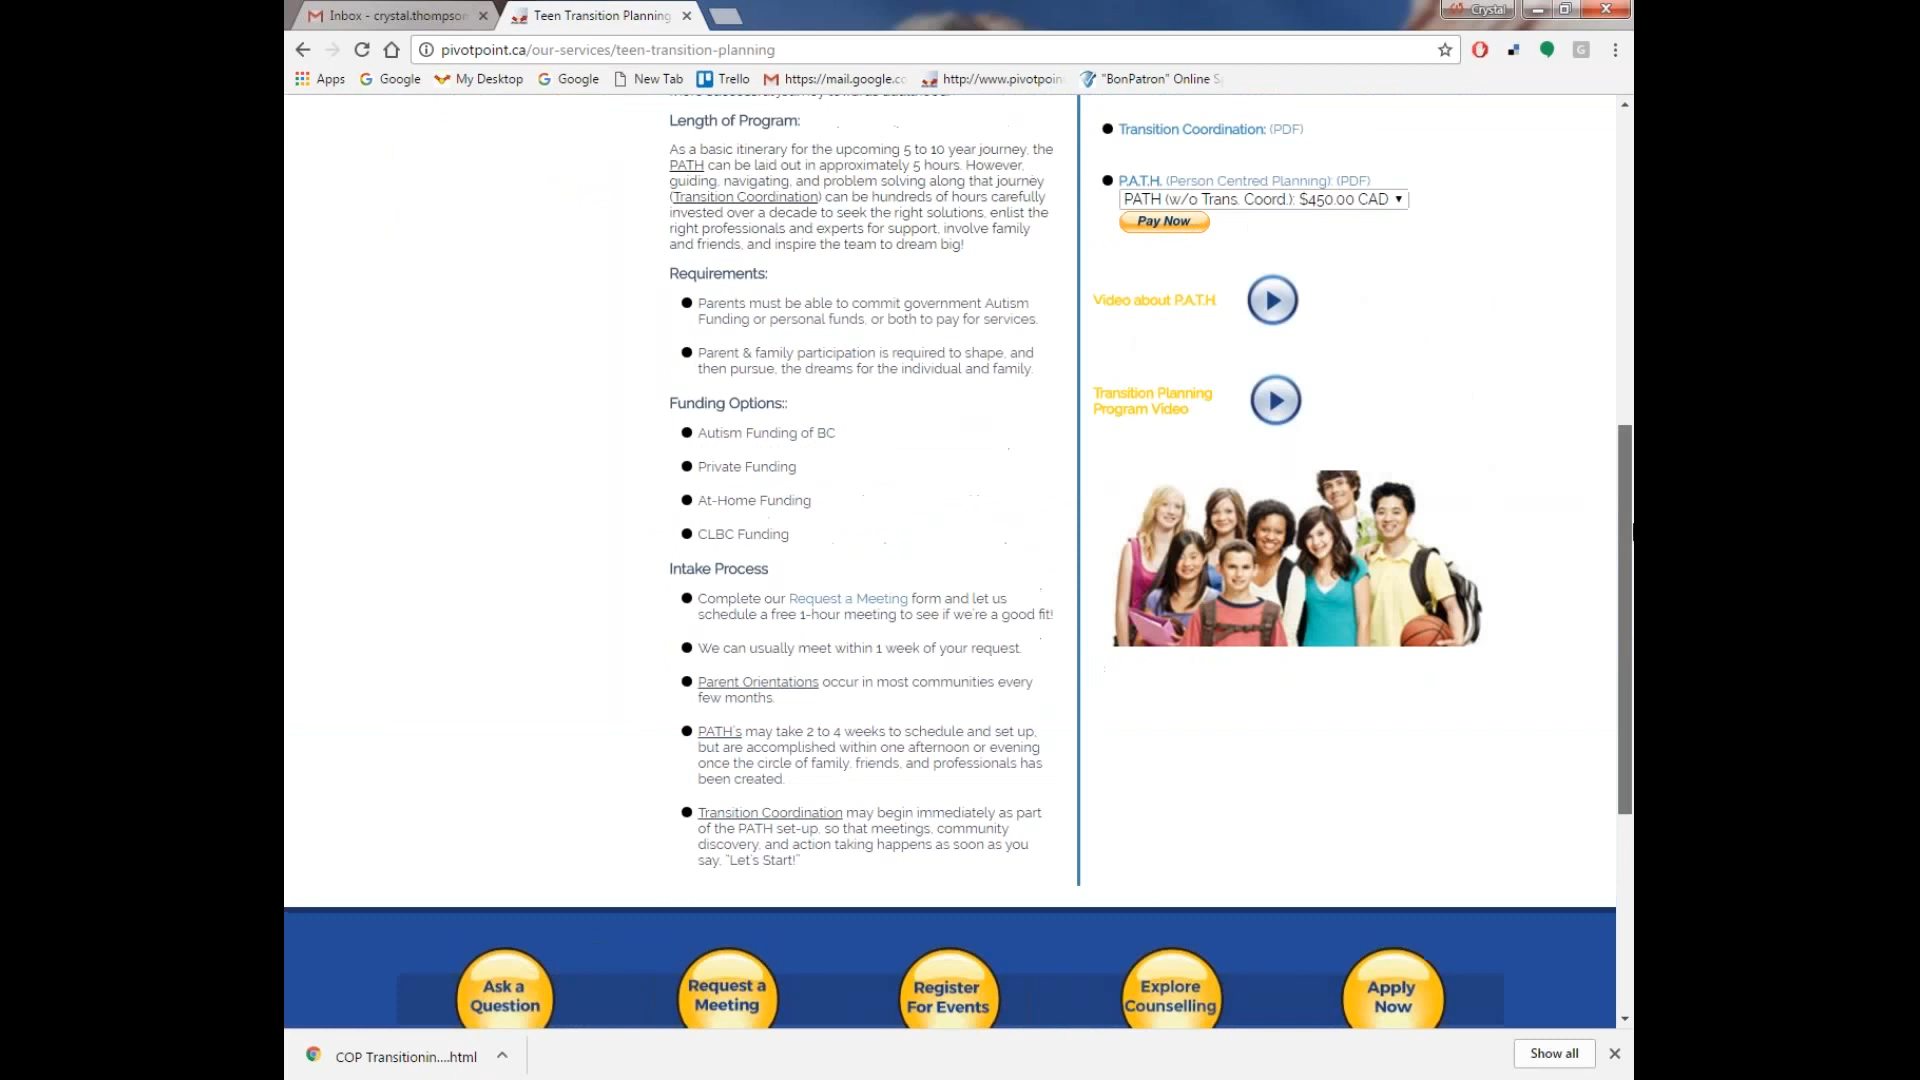 Inbox - crystal.thompson
Teen Transition Planning
Crystal
pivotpoint.ca/our-services/teen-transition-planning
Apps
Google
My Desktop
Google
New Tab
Trello
https://mail.google.co
http://www.pivotpoin
"BonPatron" Online S
Length of Program:
As a basic itinerary for the upcoming 5 to 10 year journey, the
PATH can be laid out in approximately 5 hours. However,
guiding, navigating, and problem solving along that journey
(Transition Coordination) can be hundreds of hours carefully
invested over a decade to seek the right solutions, enlist the
right professionals and experts for support, involve family
and friends, and inspire the team to dream big!
Requirements:
Parents must be able to commit government Autism
Funding or personal funds, or both to pay for services.
Parent & family participation is required to shape, and
then pursue, the dreams for the individual and family.
Funding Options::
Autism Funding of BC
Private Funding
At-Home Funding
CLBC Funding
Intake Process
Complete our Request a Meeting form and let us
schedule a free 1-hour meeting to see if we're a good fit!
We can usually meet within 1 week of your request.
Parent Orientations occur in most communities every
few months.
PATH's may take 2 to 4 weeks to schedule and set up,
but are accomplished within one afternoon or evening
once the circle of family, friends, and professionals has
been created.
Transition Coordination may begin immediately as part
of the PATH set-up, so that meetings, community
discovery, and action taking happens as soon as you
say, "Let's Start!"
Transition Coordination: (PDF)
P.A.T.H. (Person Centred Planning): (PDF)
PATH (w/o Trans. Coord.): $450.00 CAD
Pay Now
Video about P.A.T.H.
Transition Planning
Program Video
Ask a
Question
Request a
Meeting
Register
For Events
Explore
Counselling
Apply
Now
COP Transitionin....html
Show all